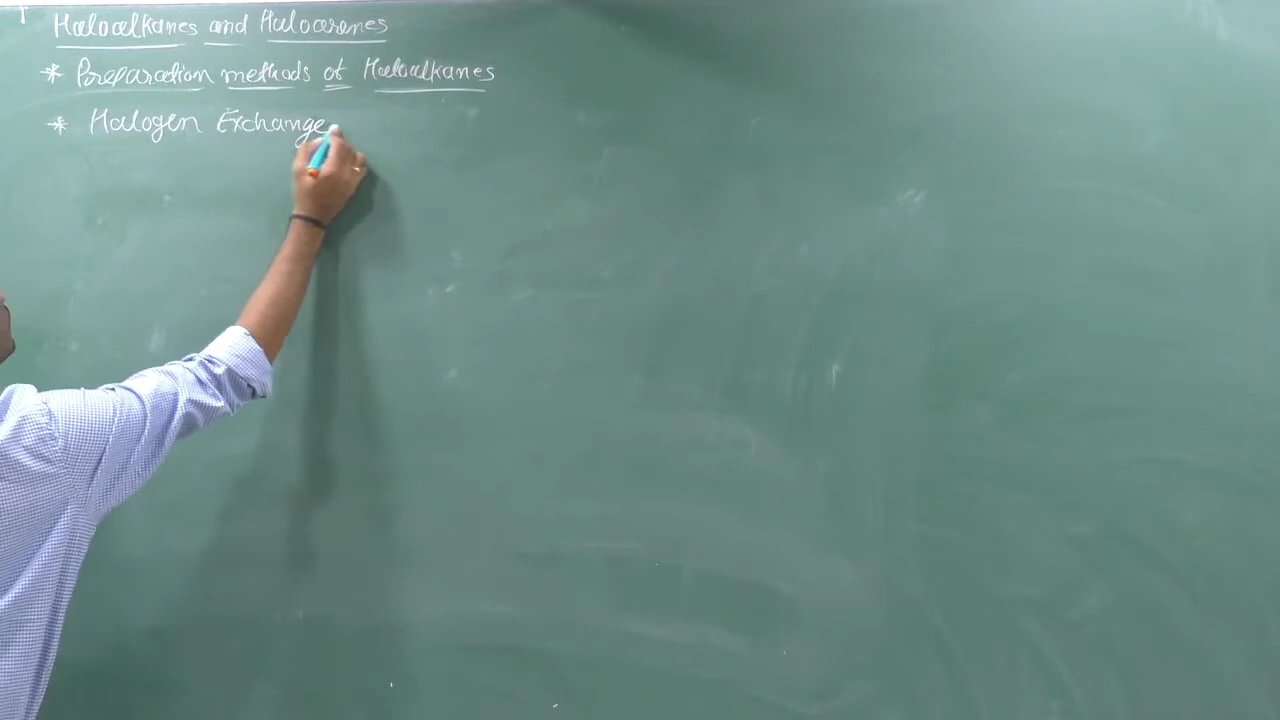 Haloalkanes and Haloarenes
* Preparation methods of Haloalkanes
* Halogen Exchange